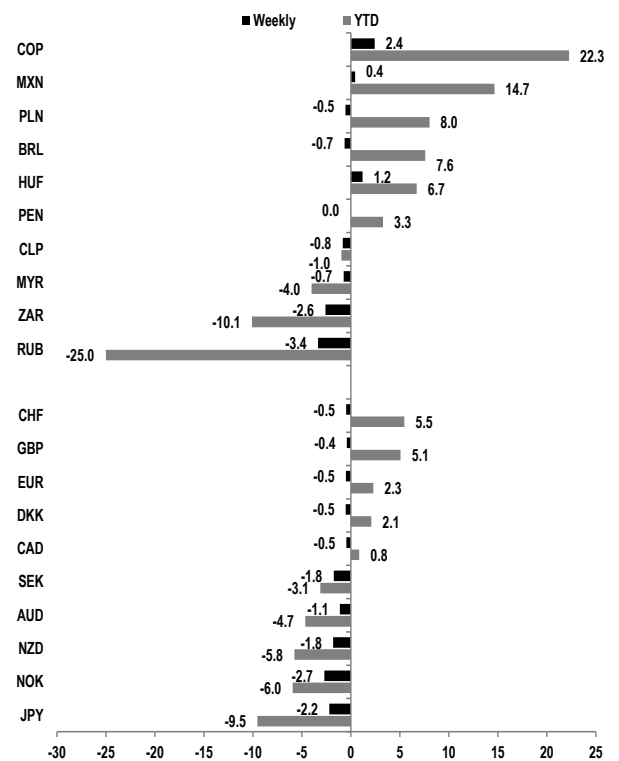 Weekly YTD
COP 2.4
22.3
MXN 0.4
14.7
PLN -0.5
8.0
BRL -0.7
7.6
HUF 1.2
6.7
PEN 0.0
3.3
CLP -0.8
-1.0
MYR -0.7
-4.0
ZAR -2.6
-10.1
RUB -3.4
-25.0
CHF -0.5
5.5
GBP -0.4
5.1
EUR -0.5
2.3
DKK -0.5
2.1
CAD -0.5
0.8
SEK -1.8
-3.1
AUD -1.1
-4.7
NZD -1.8
-5.8
NOK -2.7
-6.0
JPY -2.2
-9.5
-30 -25 -20 -15 -10 -5 0 5 10 15 20 25